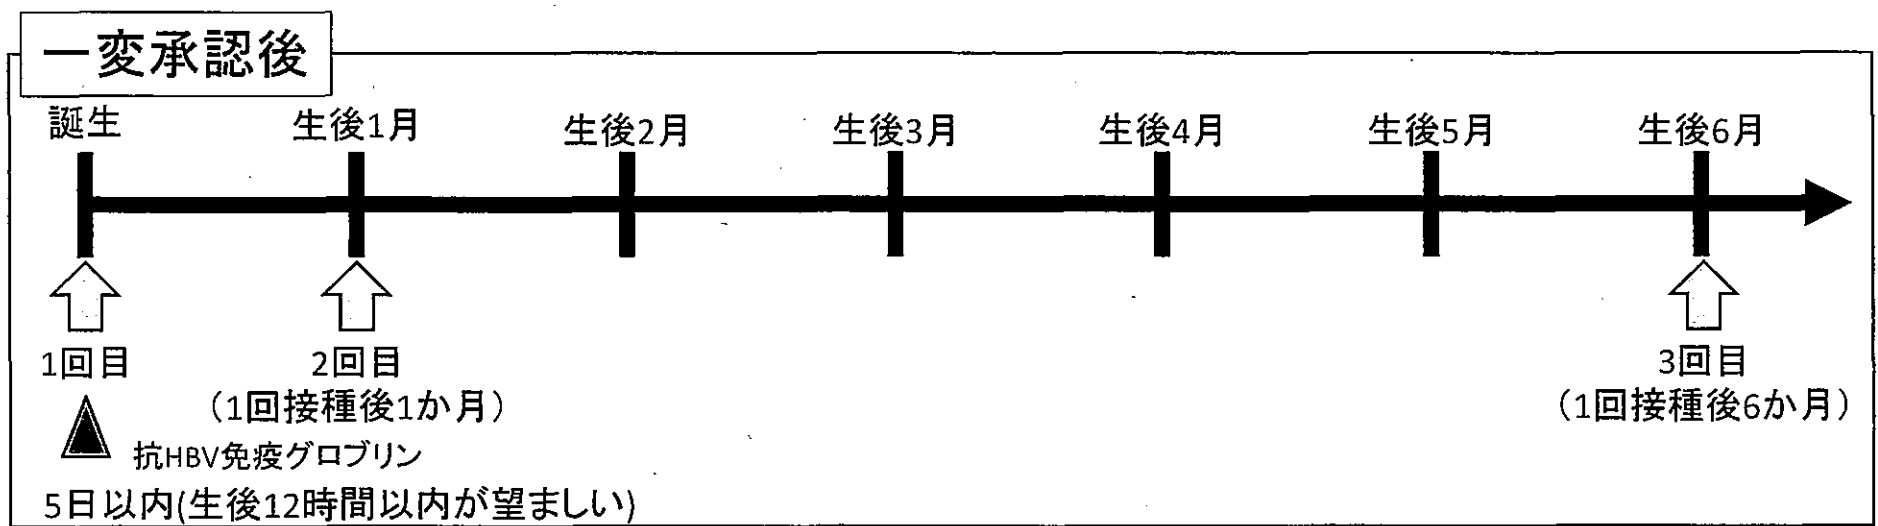 一変承認後
誕生
生後1月
生後2月
生後3月
生後4月
生後5月
生後6月
1回目
2回目
(1回接種後1か月)
3回目
(1回接種後6か月)
抗HBV免疫グロブリン
5日以内(生後12時間以内が望ましい)